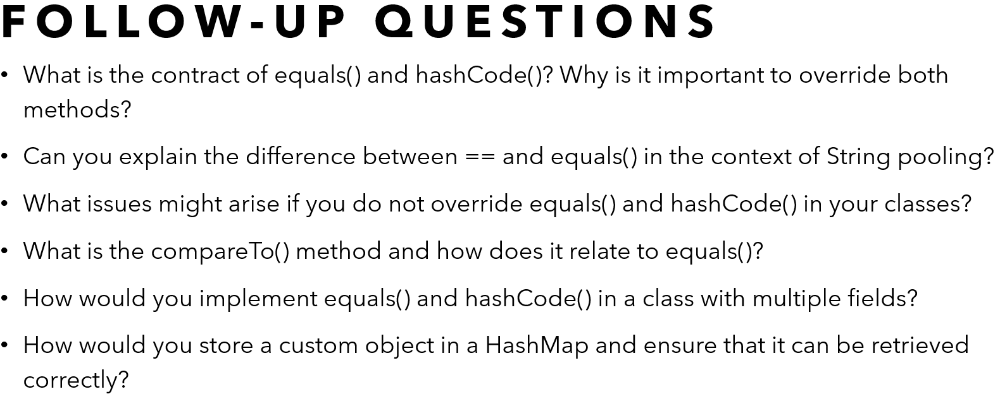 FOLLOW-UP QUESTIONS
• What is the contract of equals() and hashCode()? Why is it important to override both
methods?
• Can you explain the difference between == and equals() in the context of String pooling?
• What issues might arise if you do not override equals() and hashCode() in your classes?
• What is the compareTo() method and how does it relate to equals()?
• How would you implement equals() and hashCode() in a class with multiple fields?
• How would you store a custom object in a HashMap and ensure that it can be retrieved
correctly?